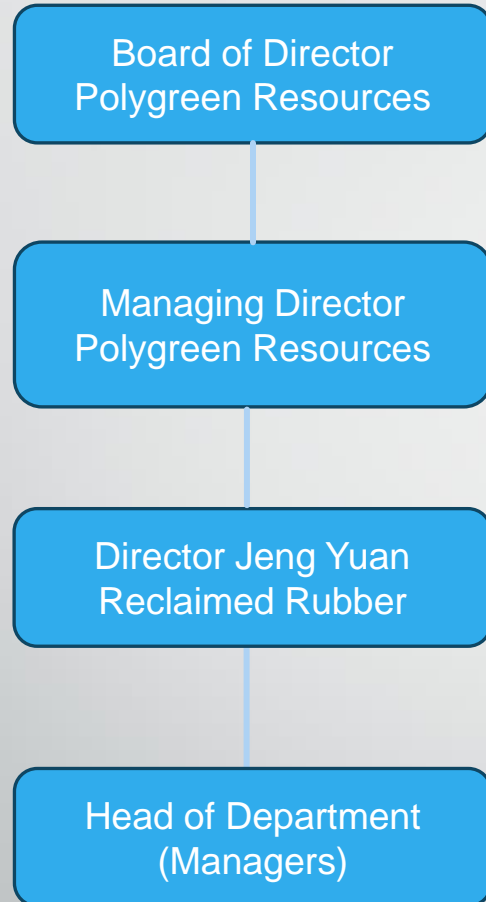 Board of Director
Polygreen Resources
Managing Director
Polygreen Resources
Director Jeng Yuan
Reclaimed Rubber
Head of Department
(Managers)